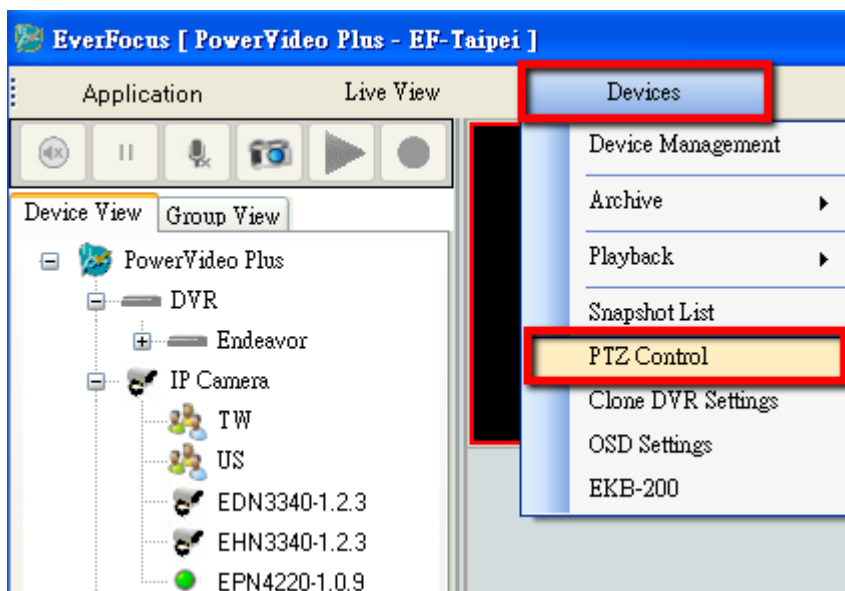 EverFocus [ PowerVideo Plus - EF-Taipei ]
Application Live View Devices
Device View Group View
PowerVideo Plus
DVR
Endeavor
IP Camera
TW
US
EDN3340-1.2.3
EHN3340-1.2.3
EPN4220-1.0.9
Device Management
Archive
Playback
Snapshot List
PTZ Control
Clone DVR Settings
OSD Settings
EKB-200